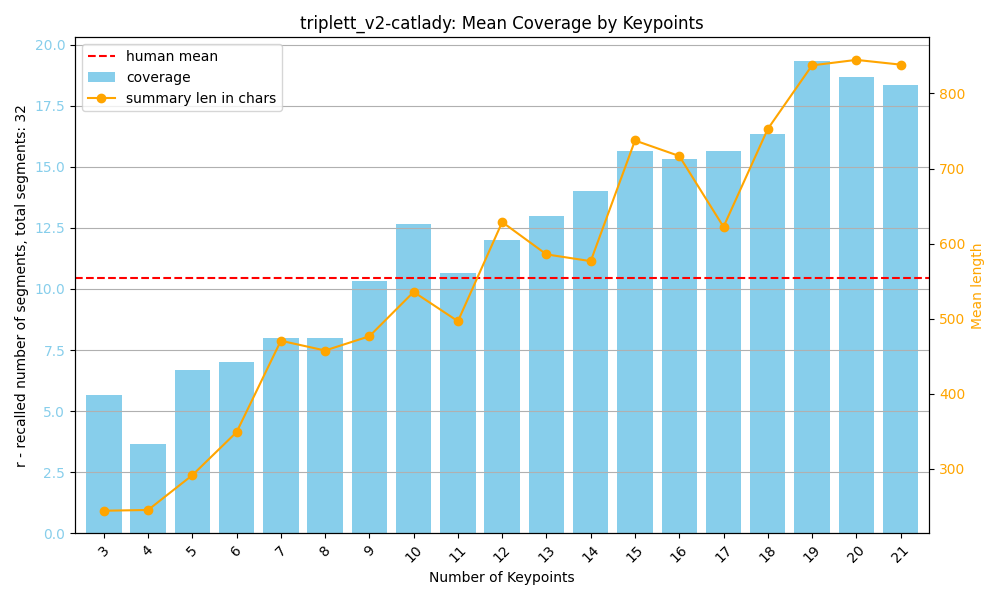 triplett_v2-catlady: Mean Coverage by Keypoints
human mean
coverage
summary len in chars
r - recalled number of segments, total segments: 32
20.0
17.5
15.0
12.5
10.0
7.5
5.0
2.5
0.0
800
700
600
500
400
300
Mean length
3 4 5 6 7 8 9 10 11 12 13 14 15 16 17 18 19 20 21
Number of Keypoints